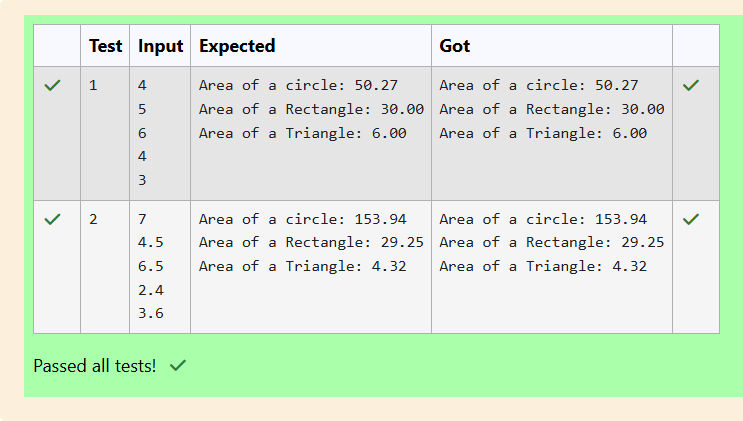 Test Input Expected Got
1 4 Area of a circle: 50.27 Area of a circle: 50.27
5 Area of a Rectangle: 30.00 Area of a Rectangle: 30.00
6 Area of a Triangle: 6.00 Area of a Triangle: 6.00
4
3
2 7 Area of a circle: 153.94 Area of a circle: 153.94
4.5 Area of a Rectangle: 29.25 Area of a Rectangle: 29.25
6.5 Area of a Triangle: 4.32 Area of a Triangle: 4.32
2.4
3.6
Passed all tests!